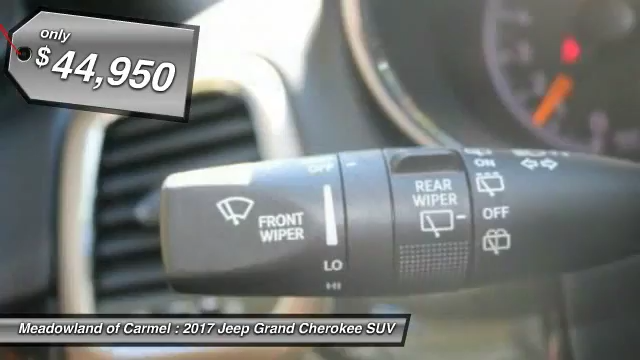 only
$44,950
OFF
FRONT
WIPER
LO
HI
REAR
WIPER
ON
OFF
Meadowland of Carmel : 2017 Jeep Grand Cherokee SUV